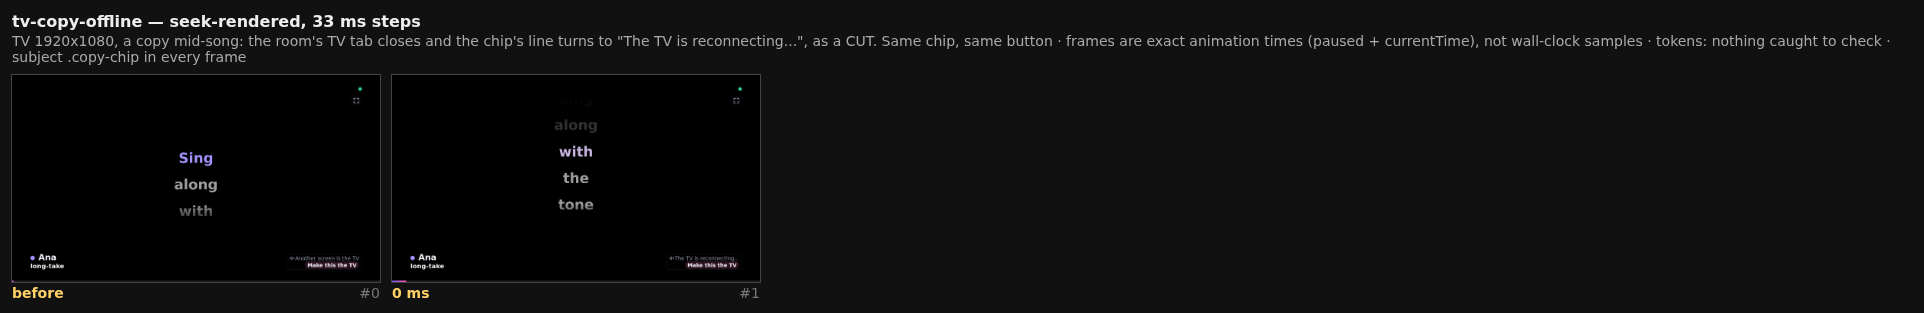 tv-copy-offline — seek-rendered, 33 ms steps
TV 1920x1080, a copy mid-song: the room's TV tab closes and the chip's line turns to "The TV is reconnecting…", as a CUT. Same chip, same button · frames are exact animation times (paused + currentTime), not wall-clock samples · tokens: nothing caught to check ·
subject .copy-chip in every frame
Sing
along
with
Ana
long-take
Another screen is the TV
Make this the TV
before
#0
along
with
the
tone
Ana
long-take
The TV is reconnecting…
Make this the TV
0 ms
#1